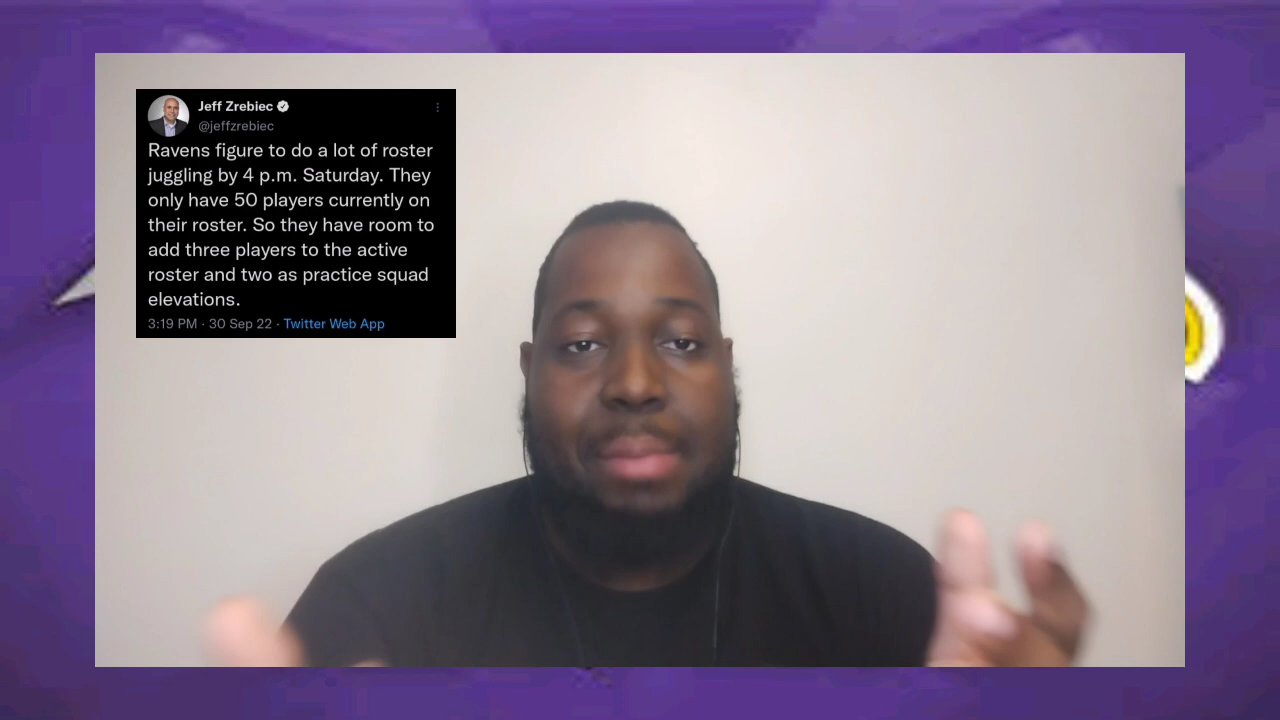 Jeff Zrebiec
@jeffzrebiec
Ravens figure to do a lot of roster
juggling by 4 p.m. Saturday. They
only have 50 players currently on
their roster. So they have room to
add three players to the active
roster and two as practice squad
elevations.
3:19 PM · 30 Sep 22 · Twitter Web App